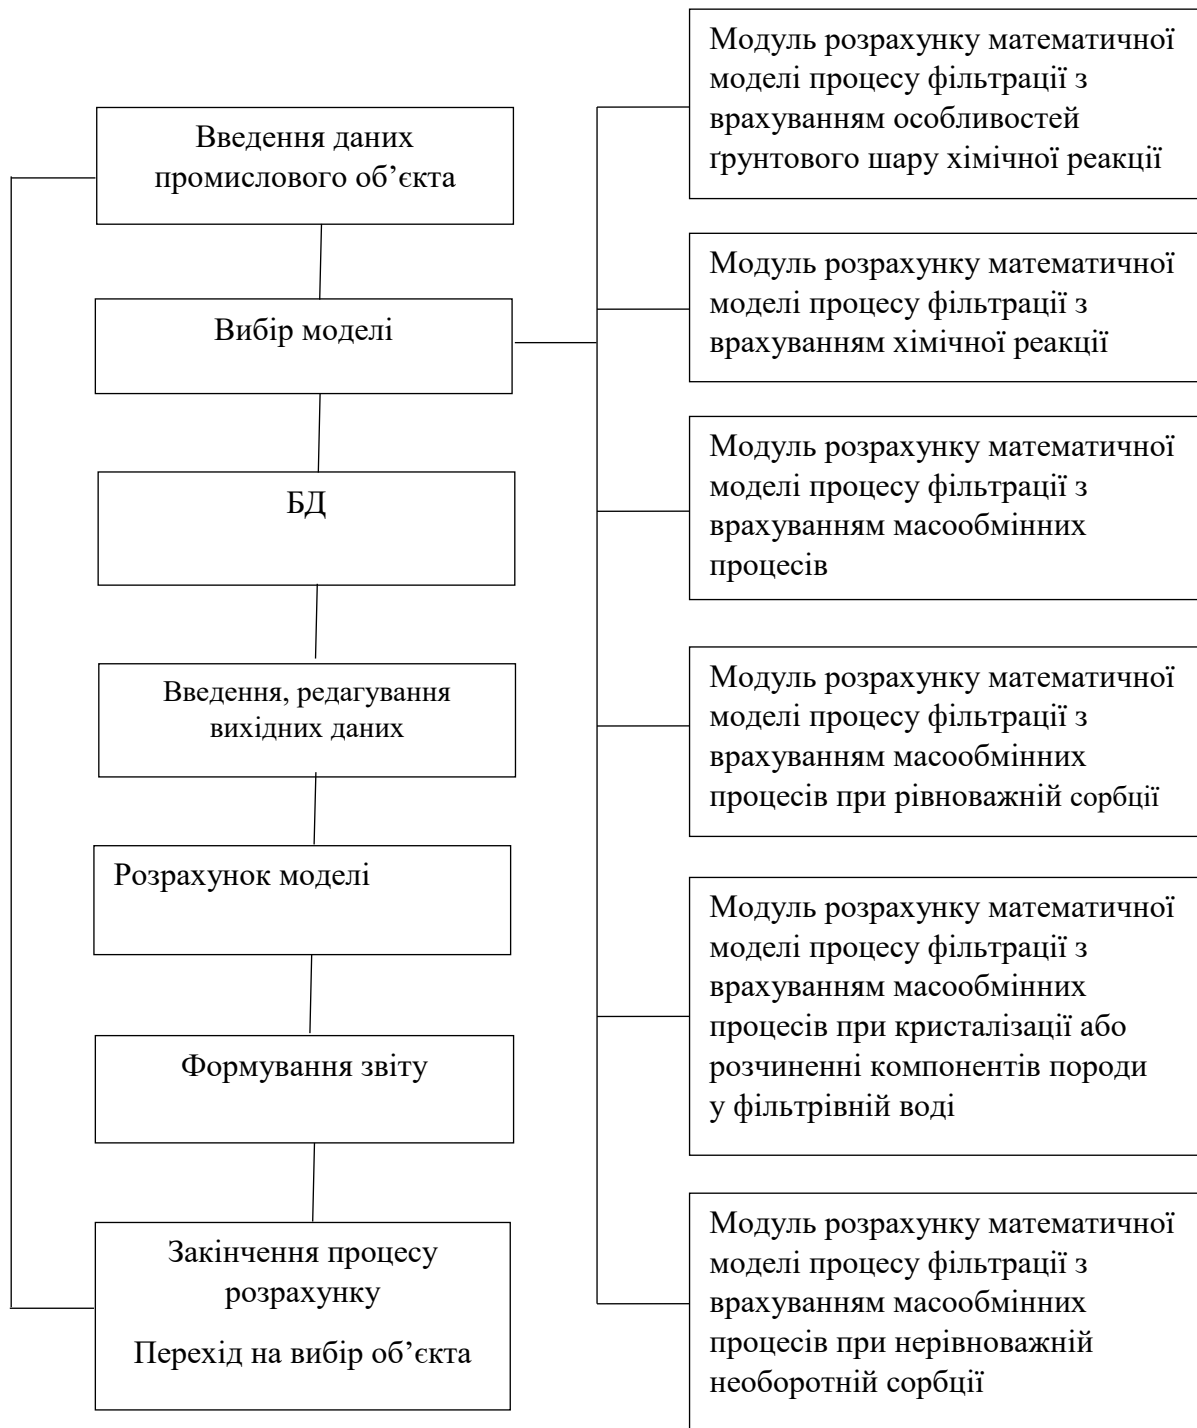 Введення даних
промислового об’єкта
Вибір моделі
БД
Введення, редагування
вихідних даних
Розрахунок моделі
Формування звіту
Закінчення процесу
розрахунку
Перехід на вибір об’єкта
Модуль розрахунку математичної
моделі процесу фільтрації з
врахуванням особливостей
ґрунтового шару хімічної реакції
Модуль розрахунку математичної
моделі процесу фільтрації з
врахуванням хімічної реакції
Модуль розрахунку математичної
моделі процесу фільтрації з
врахуванням масообмінних
процесів
Модуль розрахунку математичної
моделі процесу фільтрації з
врахуванням масообмінних
процесів при рівноважній сорбції
Модуль розрахунку математичної
моделі процесу фільтрації з
врахуванням масообмінних
процесів при кристалізації або
розчиненні компонентів породи
у фільтрівній воді
Модуль розрахунку математичної
моделі процесу фільтрації з
врахуванням масообмінних
процесів при нерівноважній
необоротній сорбції